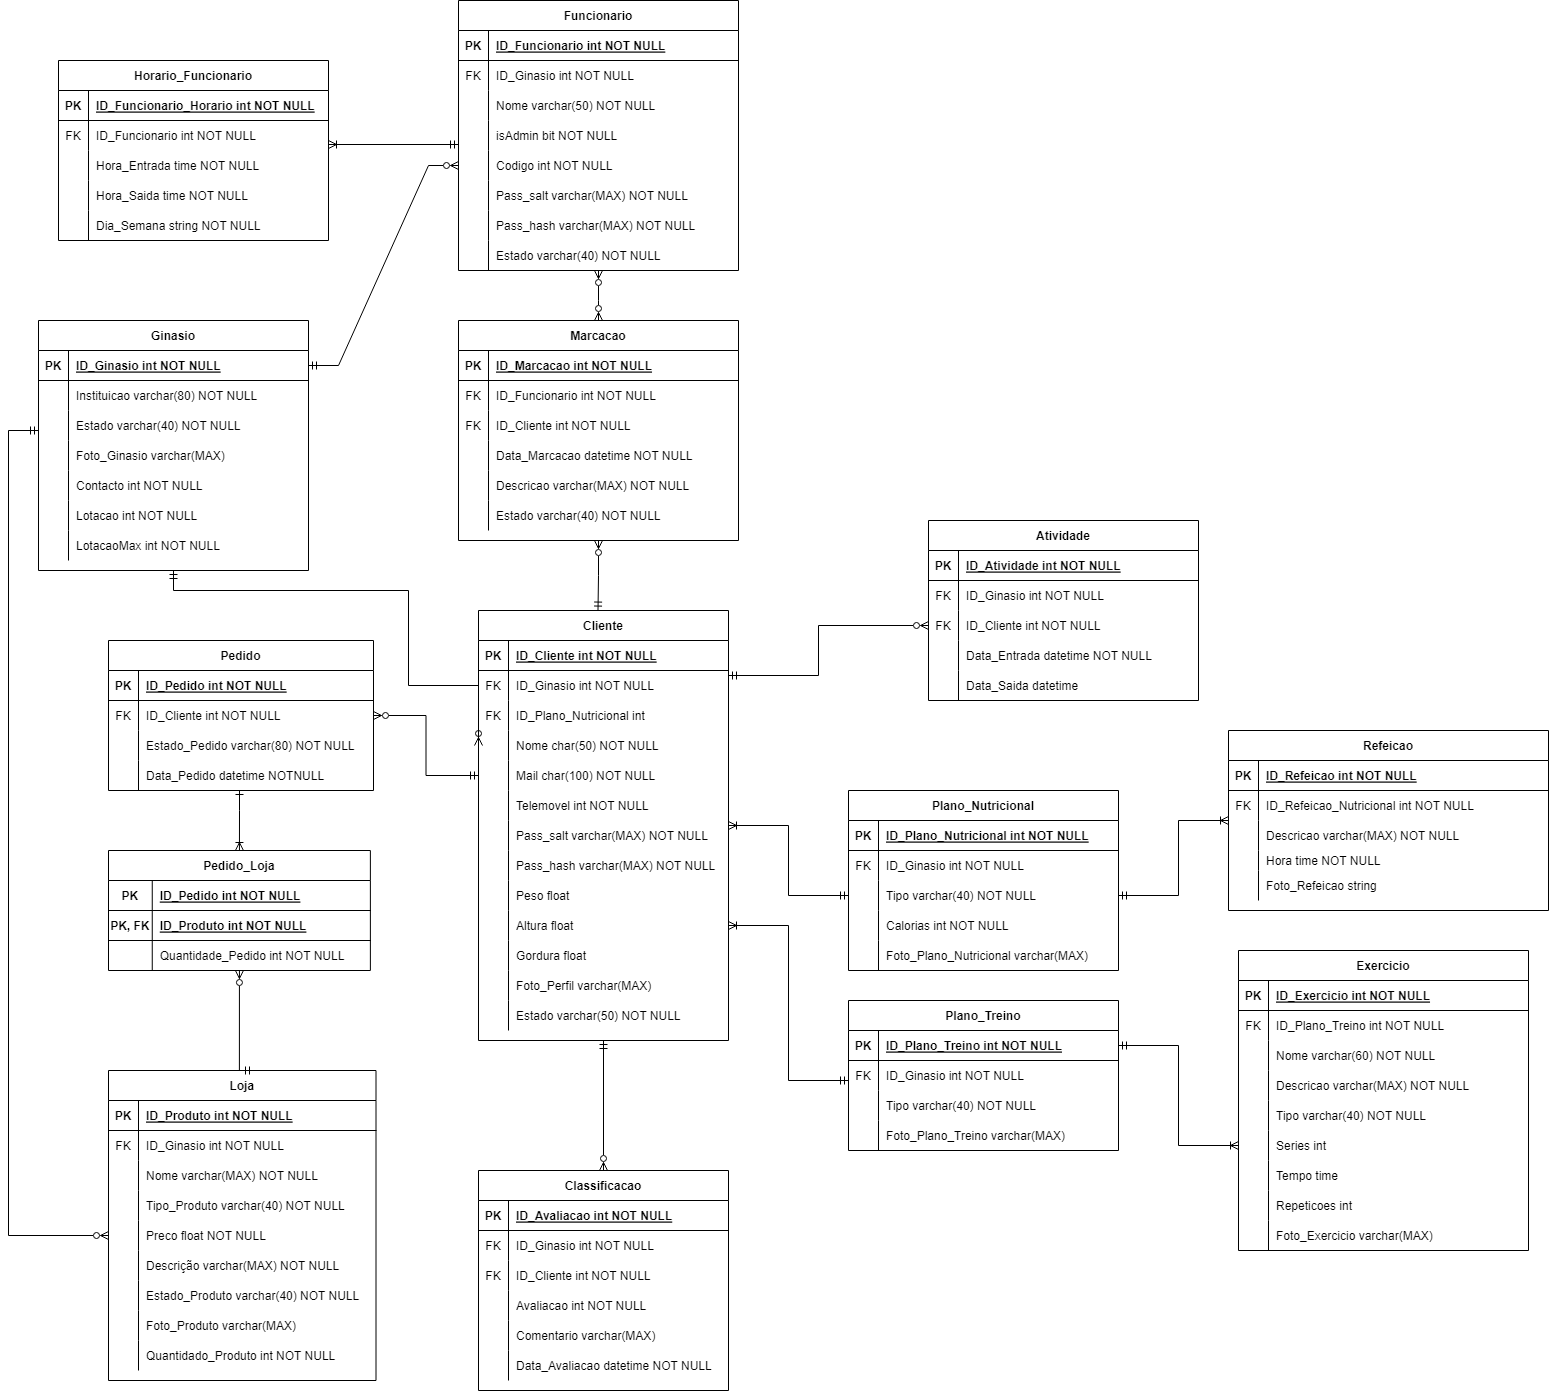 Funcionario
PK ID_Funcionario int NOT NULL
FK ID_Ginasio int NOT NULL
Nome varchar(50) NOT NULL
isAdmin bit NOT NULL
Codigo int NOT NULL
Pass_salt varchar(MAX) NOT NULL
Pass_hash varchar(MAX) NOT NULL
Estado varchar(40) NOT NULL
Horario_Funcionario
PK ID_Funcionario_Horario int NOT NULL
FK ID_Funcionario int NOT NULL
Hora_Entrada time NOT NULL
Hora_Saida time NOT NULL
Dia_Semana string NOT NULL
Ginasio
PK ID_Ginasio int NOT NULL
Instituicao varchar(80) NOT NULL
Estado varchar(40) NOT NULL
Foto_Ginasio varchar(MAX)
Contacto int NOT NULL
Lotacao int NOT NULL
LotacaoMax int NOT NULL
Marcacao
PK ID_Marcacao int NOT NULL
FK ID_Funcionario int NOT NULL
FK ID_Cliente int NOT NULL
Data_Marcacao datetime NOT NULL
Descricao varchar(MAX) NOT NULL
Estado varchar(40) NOT NULL
Atividade
PK ID_Atividade int NOT NULL
FK ID_Ginasio int NOT NULL
FK ID_Cliente int NOT NULL
Data_Entrada datetime NOT NULL
Data_Saida datetime
Cliente
PK ID_Cliente int NOT NULL
FK ID_Ginasio int NOT NULL
FK ID_Plano_Nutricional int
Nome char(50) NOT NULL
Mail char(100) NOT NULL
Telemovel int NOT NULL
Pass_salt varchar(MAX) NOT NULL
Pass_hash varchar(MAX) NOT NULL
Peso float
Altura float
Gordura float
Foto_Perfil varchar(MAX)
Estado varchar(50) NOT NULL
Pedido
PK ID_Pedido int NOT NULL
FK ID_Cliente int NOT NULL
Estado_Pedido varchar(80) NOT NULL
Data_Pedido datetime NOTNULL
Pedido_Loja
PK ID_Pedido int NOT NULL
PK, FK ID_Produto int NOT NULL
Quantidade_Pedido int NOT NULL
Refeicao
PK ID_Refeicao int NOT NULL
FK ID_Refeicao_Nutricional int NOT NULL
Descricao varchar(MAX) NOT NULL
Hora time NOT NULL
Foto_Refeicao string
Plano_Nutricional
PK ID_Plano_Nutricional int NOT NULL
FK ID_Ginasio int NOT NULL
Tipo varchar(40) NOT NULL
Calorias int NOT NULL
Foto_Plano_Nutricional varchar(MAX)
Exercicio
PK ID_Exercicio int NOT NULL
FK ID_Plano_Treino int NOT NULL
Nome varchar(60) NOT NULL
Descricao varchar(MAX) NOT NULL
Tipo varchar(40) NOT NULL
Series int
Tempo time
Repeticoes int
Foto_Exercicio varchar(MAX)
Plano_Treino
PK ID_Plano_Treino int NOT NULL
FK ID_Ginasio int NOT NULL
Tipo varchar(40) NOT NULL
Foto_Plano_Treino varchar(MAX)
Loja
PK ID_Produto int NOT NULL
FK ID_Ginasio int NOT NULL
Nome varchar(MAX) NOT NULL
Tipo_Produto varchar(40) NOT NULL
Preco float NOT NULL
Descrição varchar(MAX) NOT NULL
Estado_Produto varchar(40) NOT NULL
Foto_Produto varchar(MAX)
Quantidado_Produto int NOT NULL
Classificacao
PK ID_Avaliacao int NOT NULL
FK ID_Ginasio int NOT NULL
FK ID_Cliente int NOT NULL
Avaliacao int NOT NULL
Comentario varchar(MAX)
Data_Avaliacao datetime NOT NULL